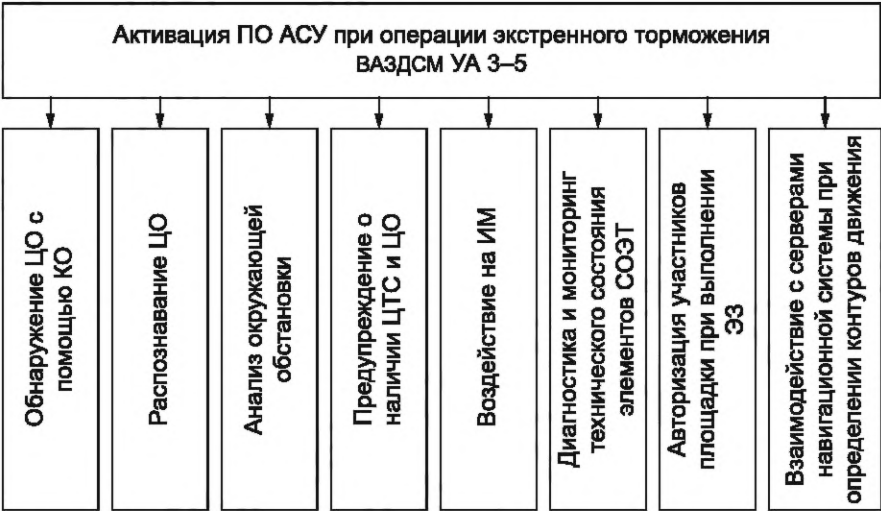 Активация ПО АСУ при операции экстренного торможения
ВАЗДСМ УА 3–5
Обнаружение ЦО с
помощью КО
Распознавание ЦО
Анализ окружающей
обстановки
Предупреждение о
наличии ЦТС и ЦО
Воздействие на ИМ
Диагностика и мониторинг
технического состояния
элементов СОЭТ
Авторизация участников
площадки при выполнении
ЭЗ
Взаимодействие с серверами
навигационной системы при
определении контуров движения